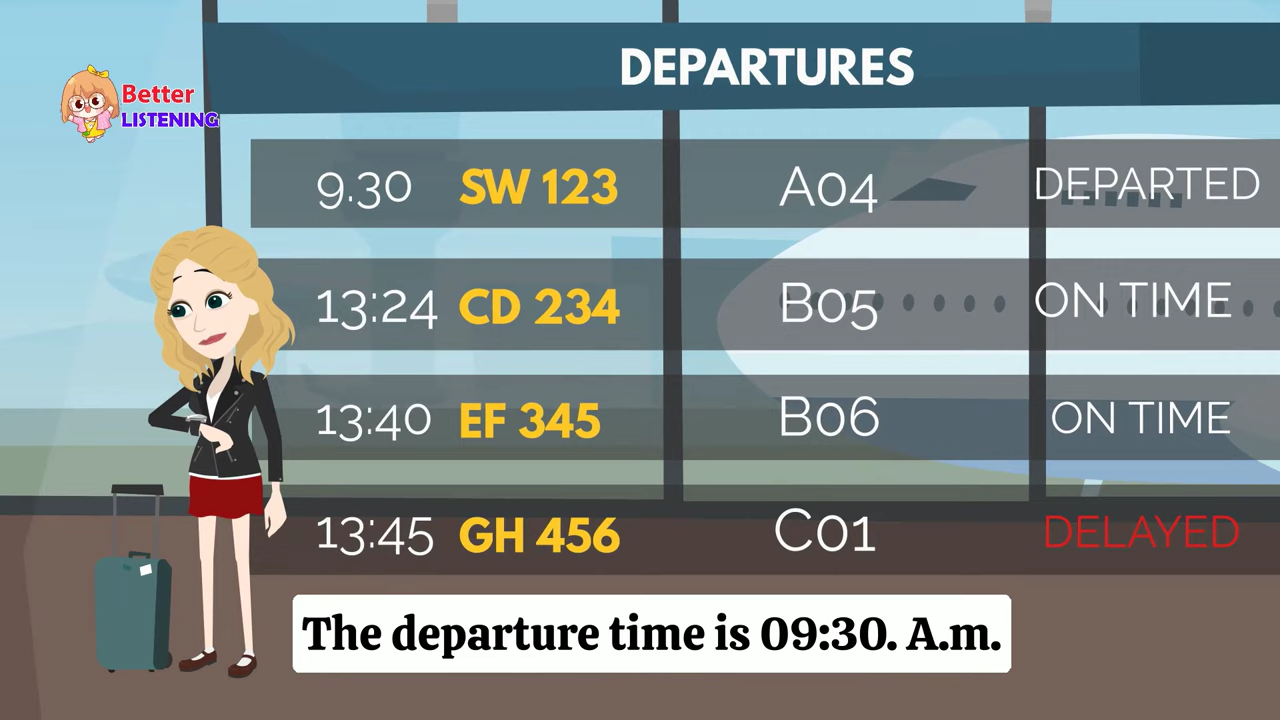 Better
LISTENING
DEPARTURES
9.30 SW 123 A04 DEPARTED
13:24 CD 234 B05 ON TIME
13:40 EF 345 B06 ON TIME
13:45 GH 456 C01 DELAYED
The departure time is 09:30. A.m.